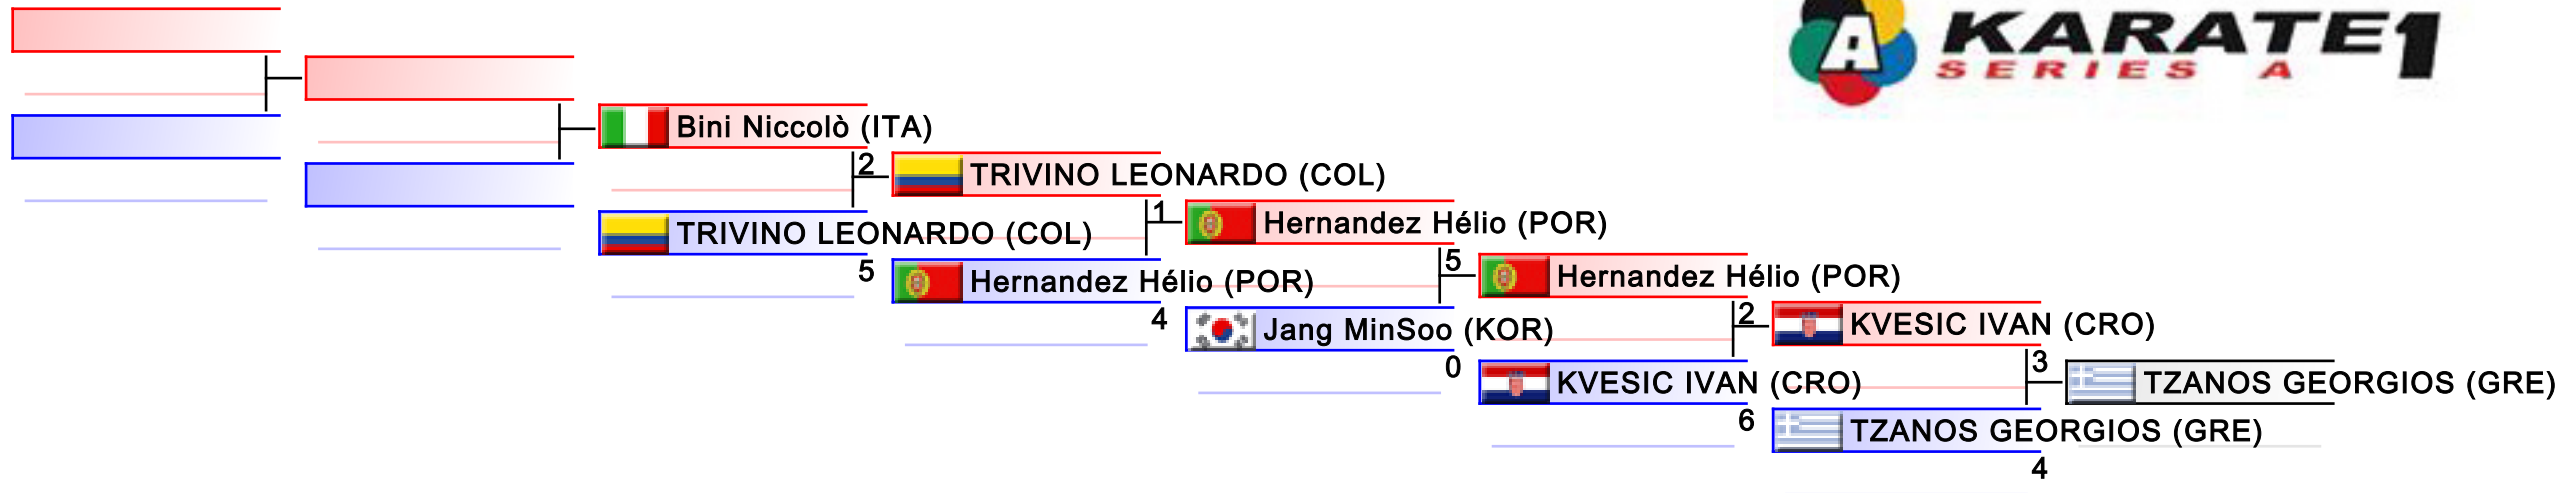 A KARATE1
SERIES A
Bini Niccolò (ITA)
2
TRIVINO LEONARDO (COL)
1
TRIVINO LEONARDO (COL)
5
Hernandez Hélio (POR)
5
Hernandez Hélio (POR)
4
Hernandez Hélio (POR)
2
Jang MinSoo (KOR)
0
KVESIC IVAN (CRO)
3
KVESIC IVAN (CRO)
6
TZANOS GEORGIOS (GRE)
TZANOS GEORGIOS (GRE)
4